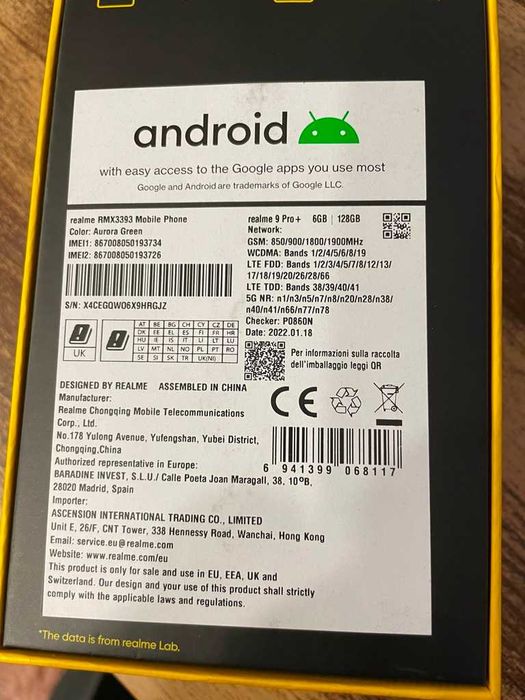 android
with easy access to the Google apps you use most
Google and Android are trademarks of Google LLC.
realme RMX3393 Mobile Phone
Color: Aurora Green
IMEI1: 867008050193734
IMEI2: 867008050193726
S/N: X4CEGQWO6X9HRGJZ
UK
AT BE BG CH CY CZ DE
DK EE EL ES FI FR HR
HU IE IS IT LI LT LU
LV MT NL NO PL PT RO
SE SI SK TR UK(NI)
realme 9 Pro+ 6GB | 128GB
Network:
GSM: 850/900/1800/1900MHz
WCDMA: Bands 1/2/4/5/6/8/19
LTE FDD: Bands 1/2/3/4/5/7/8/12/13/
17/18/19/20/26/28/66
LTE TDD: Bands 38/39/40/41
5G NR: n1/n3/n5/n7/n8/n20/n28/n38/
n40/n41/n66/n77/n78
Checker: P0860N
Date: 2022.01.18
Per informazioni sulla raccolta
dell'imballaggio leggi QR
DESIGNED BY REALME ASSEMBLED IN CHINA
Manufacturer:
Realme Chongqing Mobile Telecommunications
Corp., Ltd.
No.178 Yulong Avenue, Yufengshan, Yubei District,
Chongqing,China
Authorized representative in Europe:
BARADINE INVEST, S.L.U./ Calle Poeta Joan Maragall, 38, 10ºB,
28020 Madrid, Spain
Importer:
ASCENSION INTERNATIONAL TRADING CO., LIMITED
Unit E, 26/F, CNT Tower, 338 Hennessy Road, Wanchai, Hong Kong
Email: service.eu@realme.com
Website: www.realme.com/eu
This product is only for sale and use in EU, EEA, UK and
Switzerland. Our design and your use of this product shall strictly
comply with the applicable laws and regulations.
CE
6 941399 068117
*The data is from realme Lab.